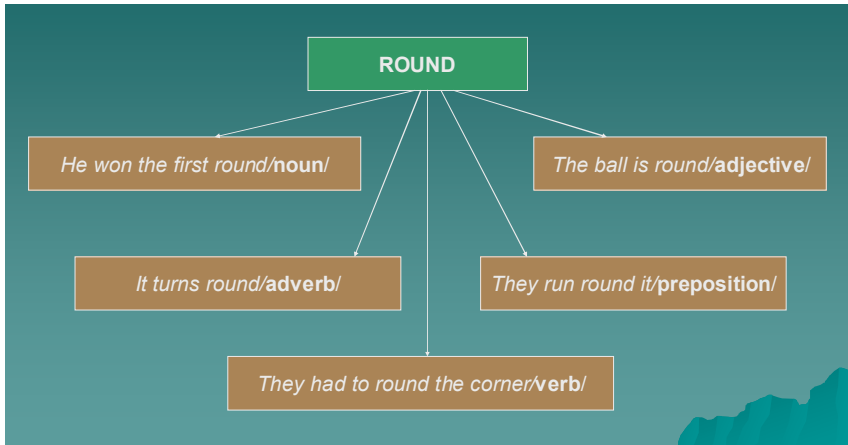 ROUND
He won the first round/noun/
The ball is round/adjective/
It turns round/adverb/
They run round it/preposition/
They had to round the corner/verb/